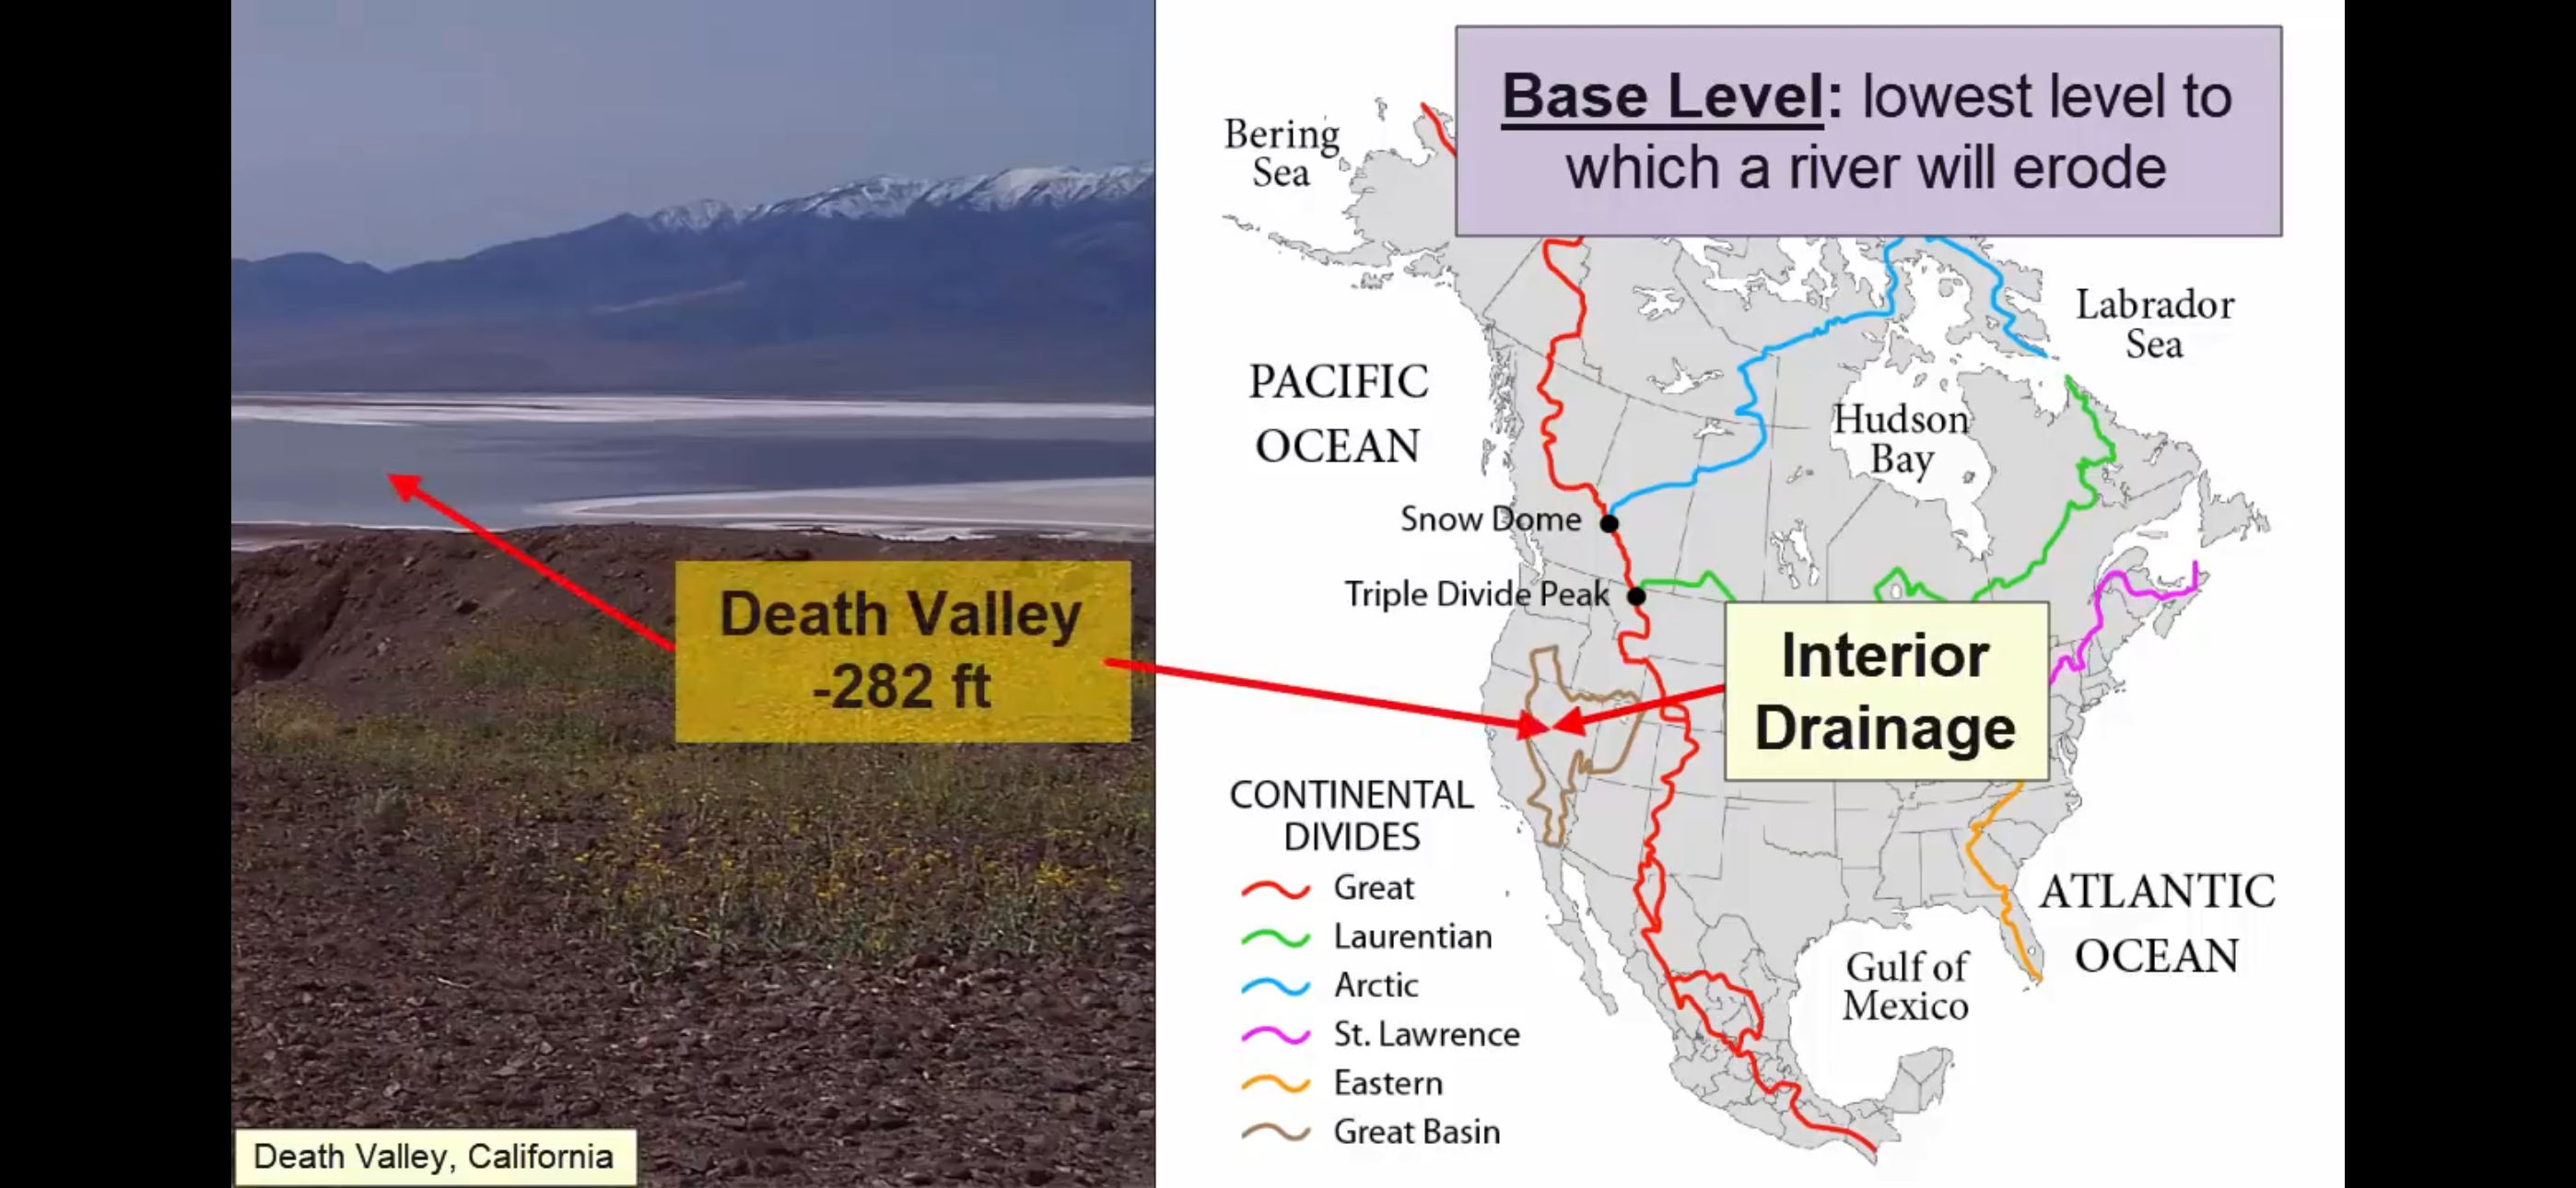 Base Level: lowest level to
which a river will erode
Bering
Sea
Labrador
Sea
PACIFIC
OCEAN
Hudson
Bay
Snow Dome
Triple Divide Peak
Death Valley
-282 ft
Interior
Drainage
CONTINENTAL
DIVIDES
Great
Laurentian
Arctic
St. Lawrence
Eastern
Great Basin
ATLANTIC
OCEAN
Gulf of
Mexico
Death Valley, California